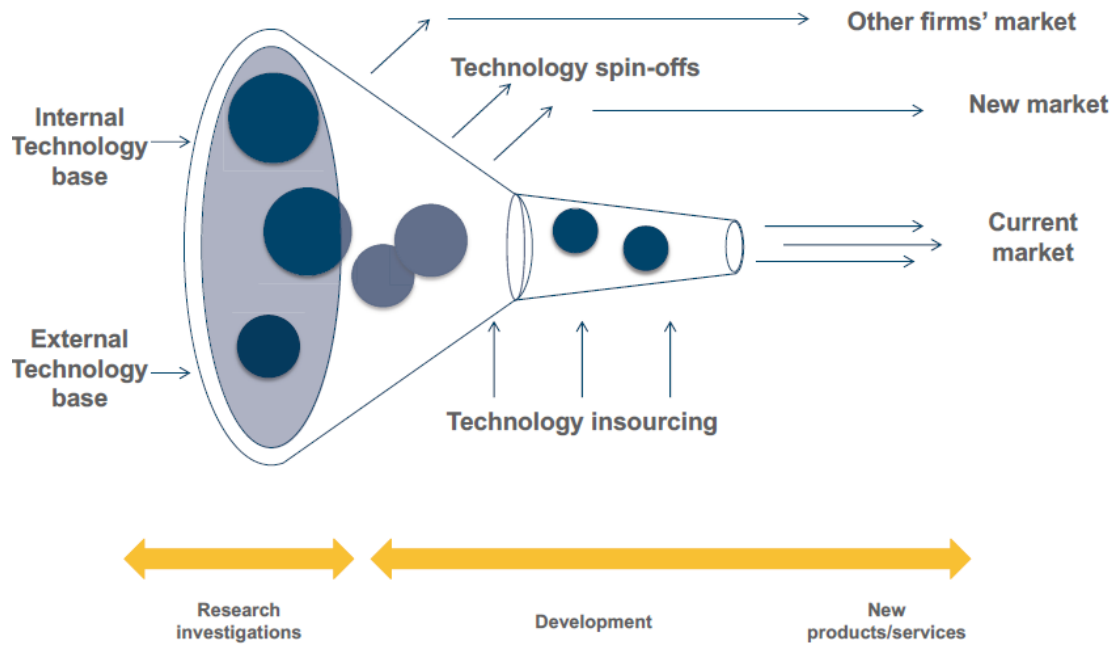 Other firms' market
Technology spin-offs
New market
Internal
Technology
base
Current
market
External
Technology
base
Technology insourcing
Research
investigations
Development
New
products/services